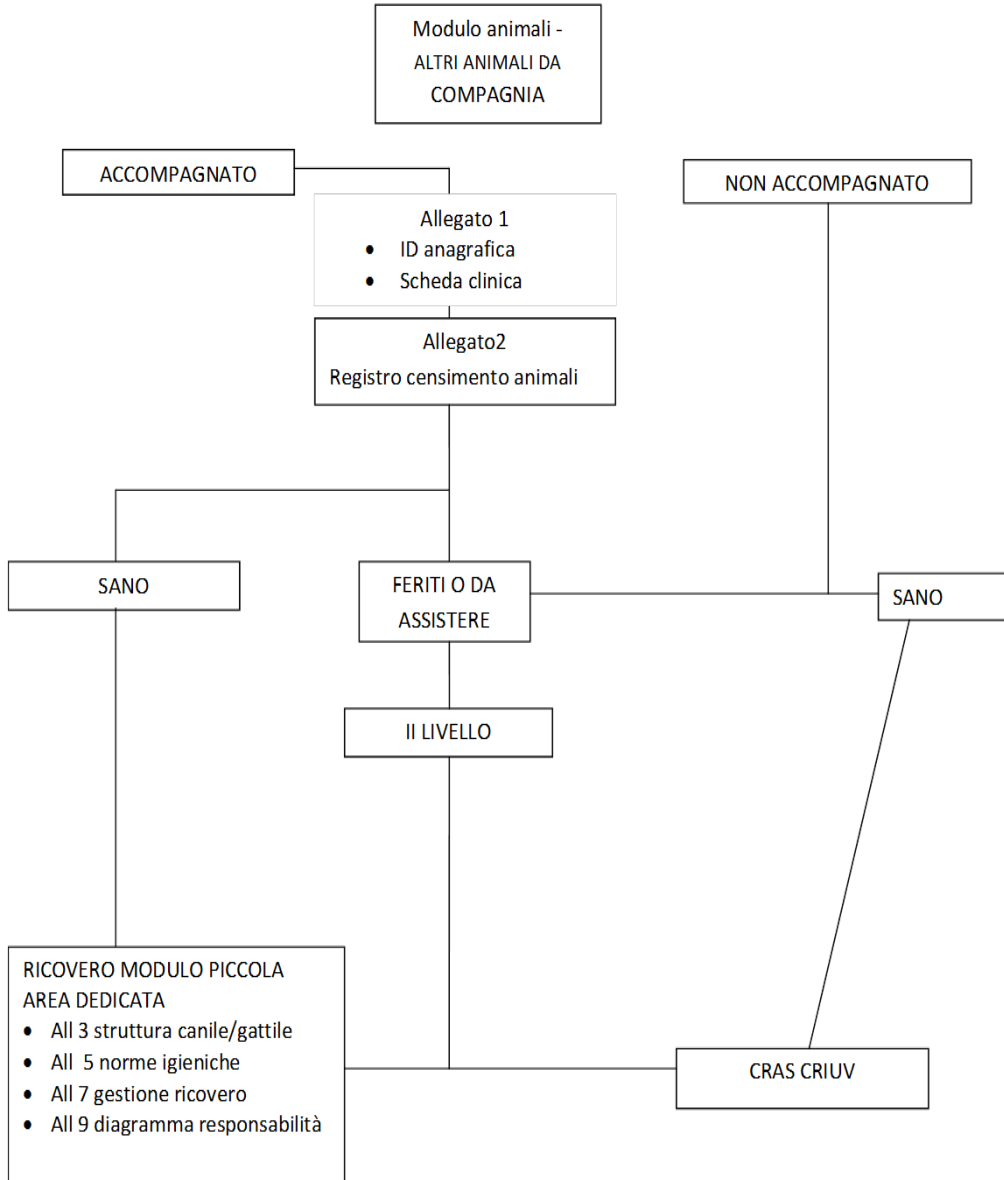 Modulo animali -
ALTRI ANIMALI DA
COMPAGNIA
ACCOMPAGNATO
NON ACCOMPAGNATO
Allegato 1
• ID anagrafica
• Scheda clinica
Allegato2
Registro censimento animali
SANO
FERITI O DA
ASSISTERE
SANO
II LIVELLO
RICOVERO MODULO PICCOLA
AREA DEDICATA
• All 3 struttura canile/gattile
• All 5 norme igieniche
• All 7 gestione ricovero
• All 9 diagramma responsabilità
CRAS CRIUV